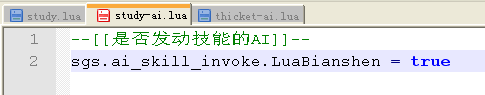 study.lua study-ai.lua thicket-ai.lua
1 --[[是否发动技能的AI]]--
2 sgs.ai_skill_invoke.LuaBianshen = true